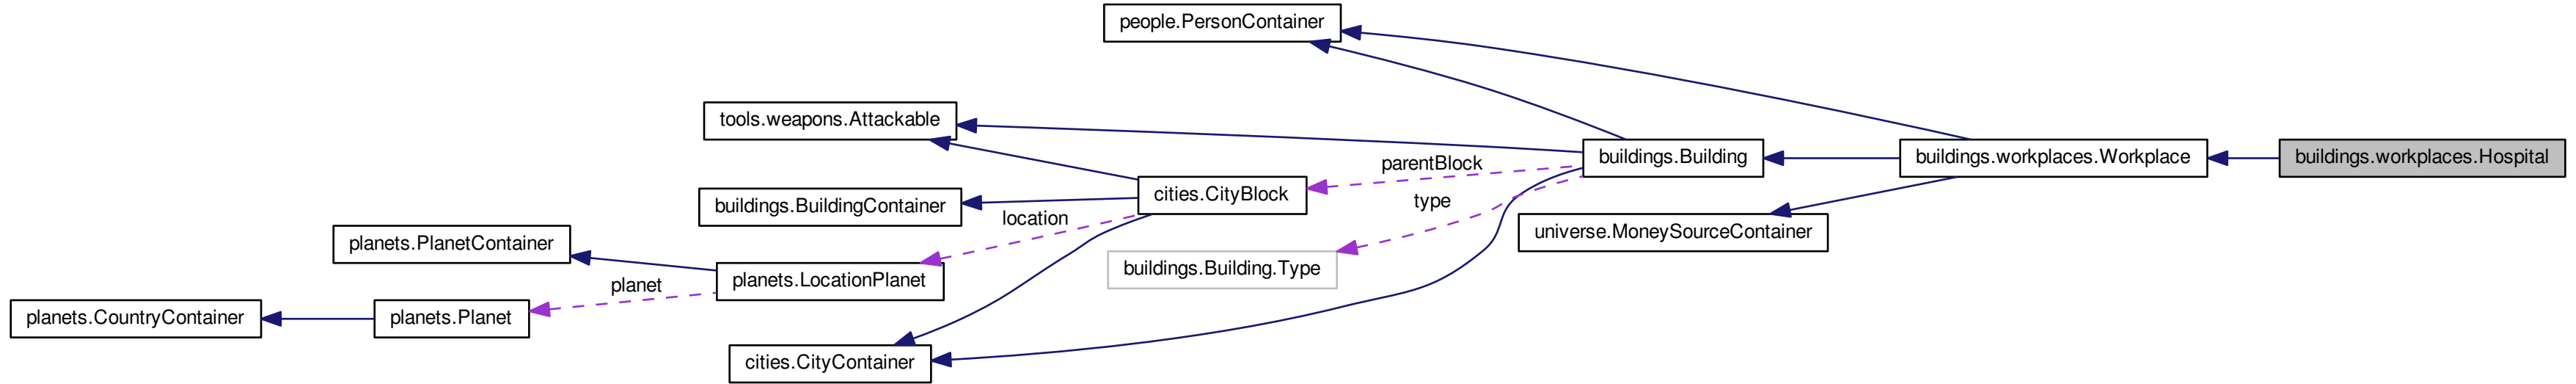 people.PersonContainer
tools.weapons.Attackable
buildings.Building
buildings.workplaces.Workplace
buildings.workplaces.Hospital
parentBlock
cities.CityBlock
buildings.BuildingContainer
type
location
universe.MoneySourceContainer
planets.PlanetContainer
buildings.Building.Type
planets.LocationPlanet
planet
planets.CountryContainer
planets.Planet
cities.CityContainer